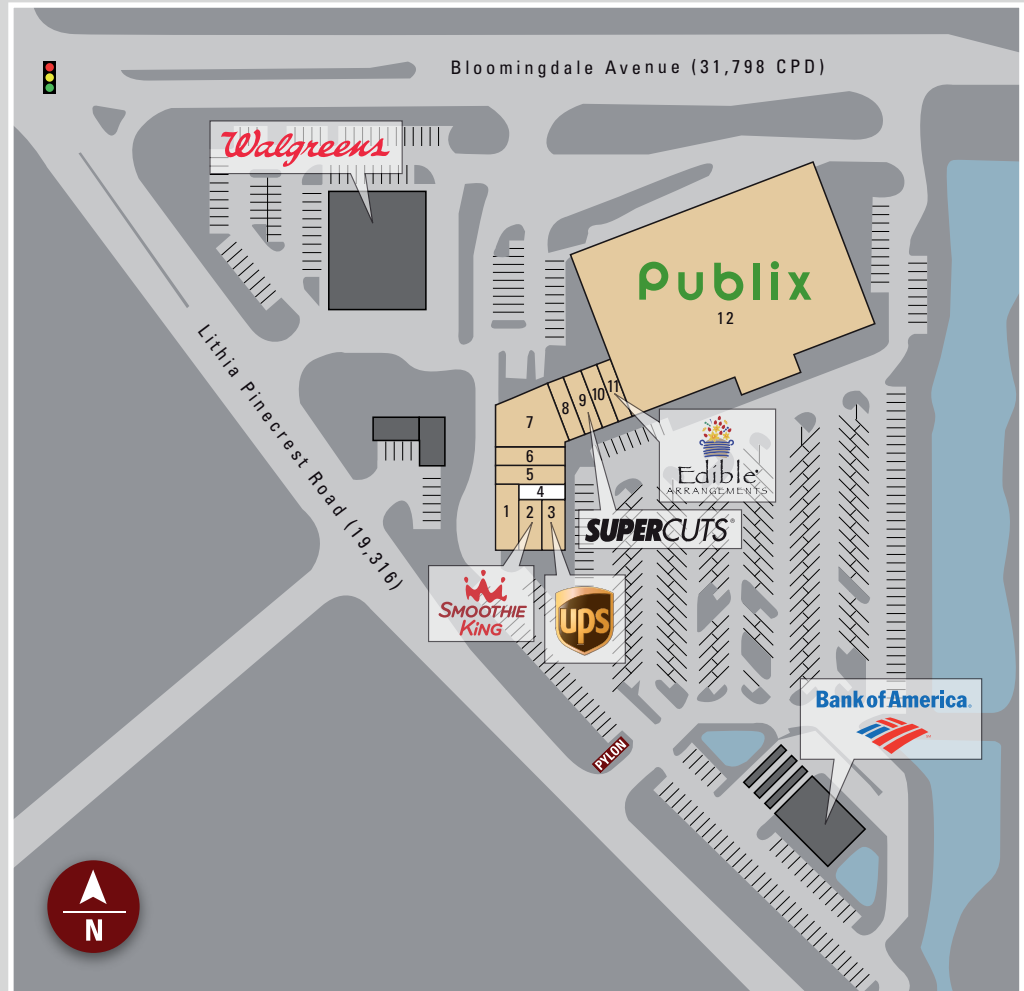 Bloomingdale Avenue (31,798 CPD)
Walgreens
Publix
12
Lithia Pinecrest Road (19,316)
11
10
9
8
7
6
5
4
1
2
3
Edible®
ARRANGEMENTS
SUPERCUTS®
SMOOTHIE
KING
ups
Bank of America.
PYLON
N